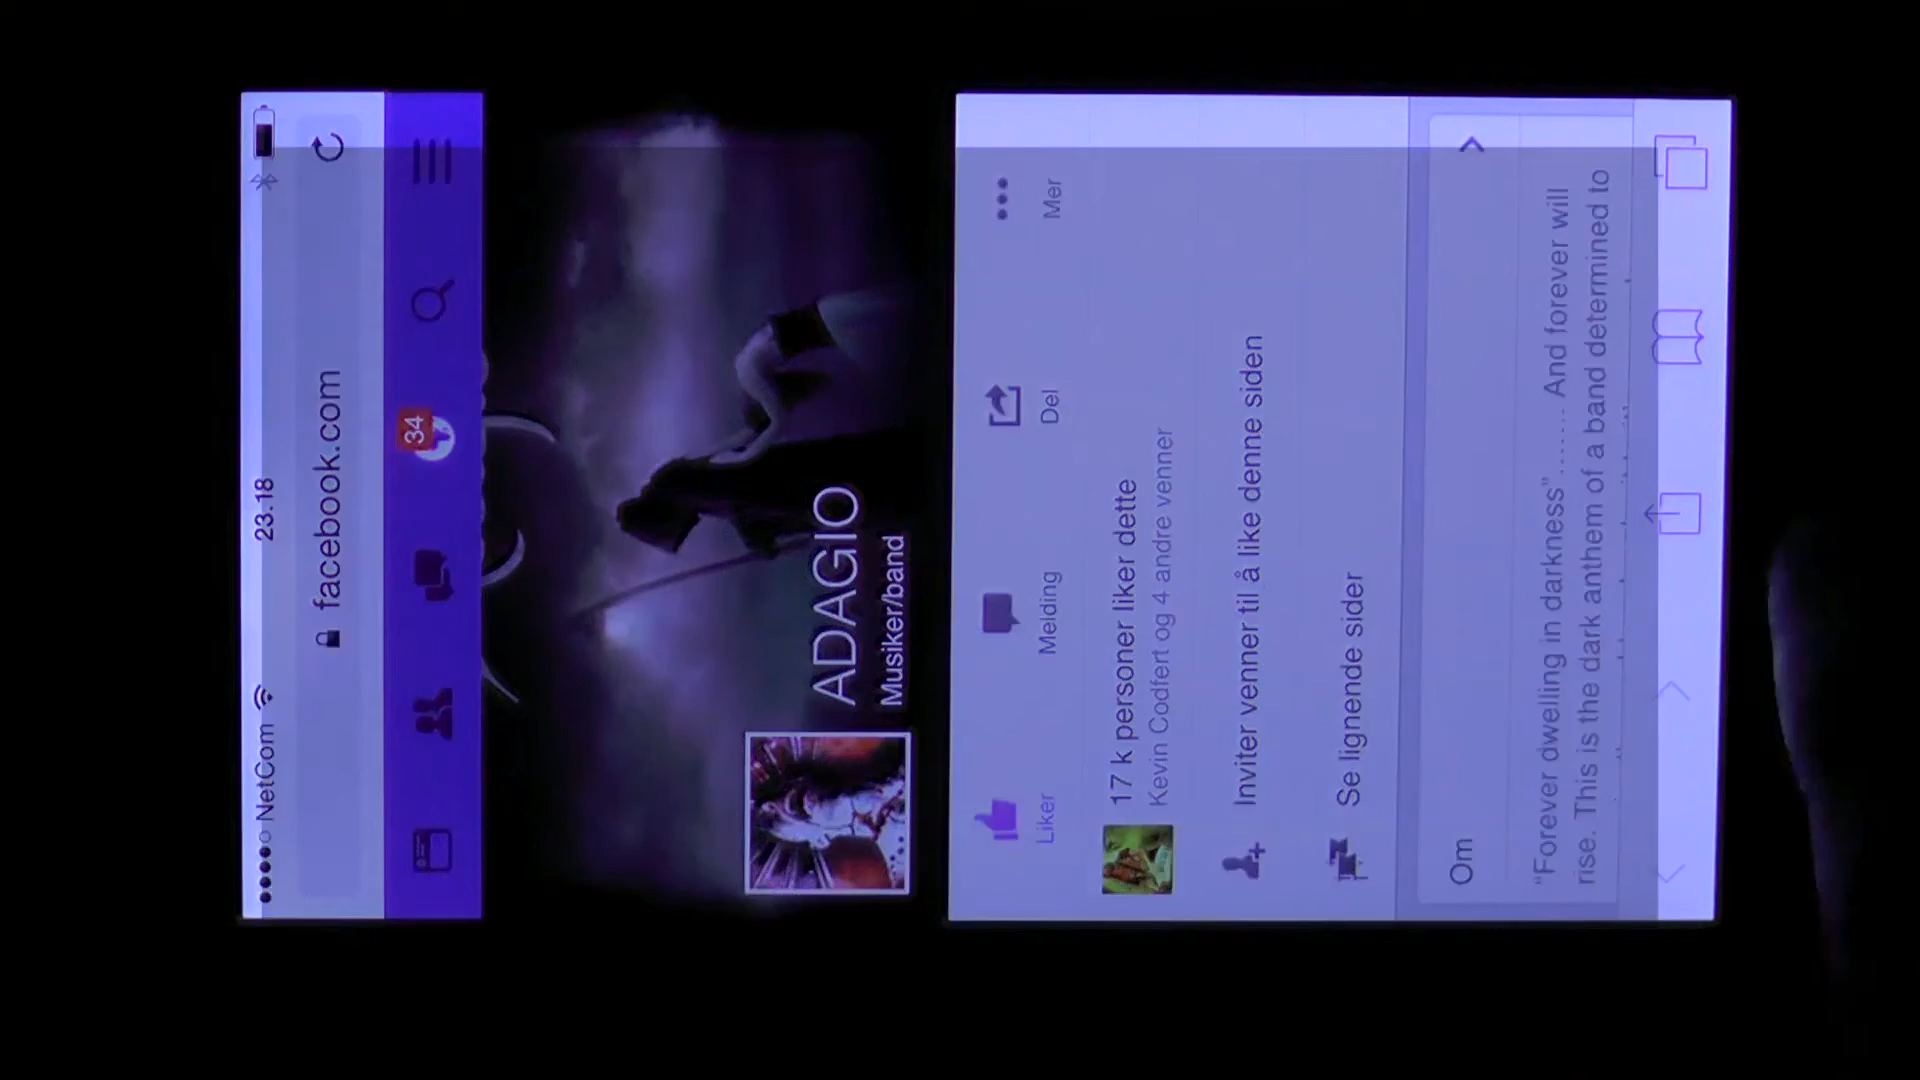 NetCom 23.18
facebook.com
34
ADAGIO
Musiker/band
Liker Melding Del Mer
17 k personer liker dette
Kevin Codfert og 4 andre venner
Inviter venner til å like denne siden
Se lignende sider
Om
“Forever dwelling in darkness”....... And forever will
rise. This is the dark anthem of a band determined to